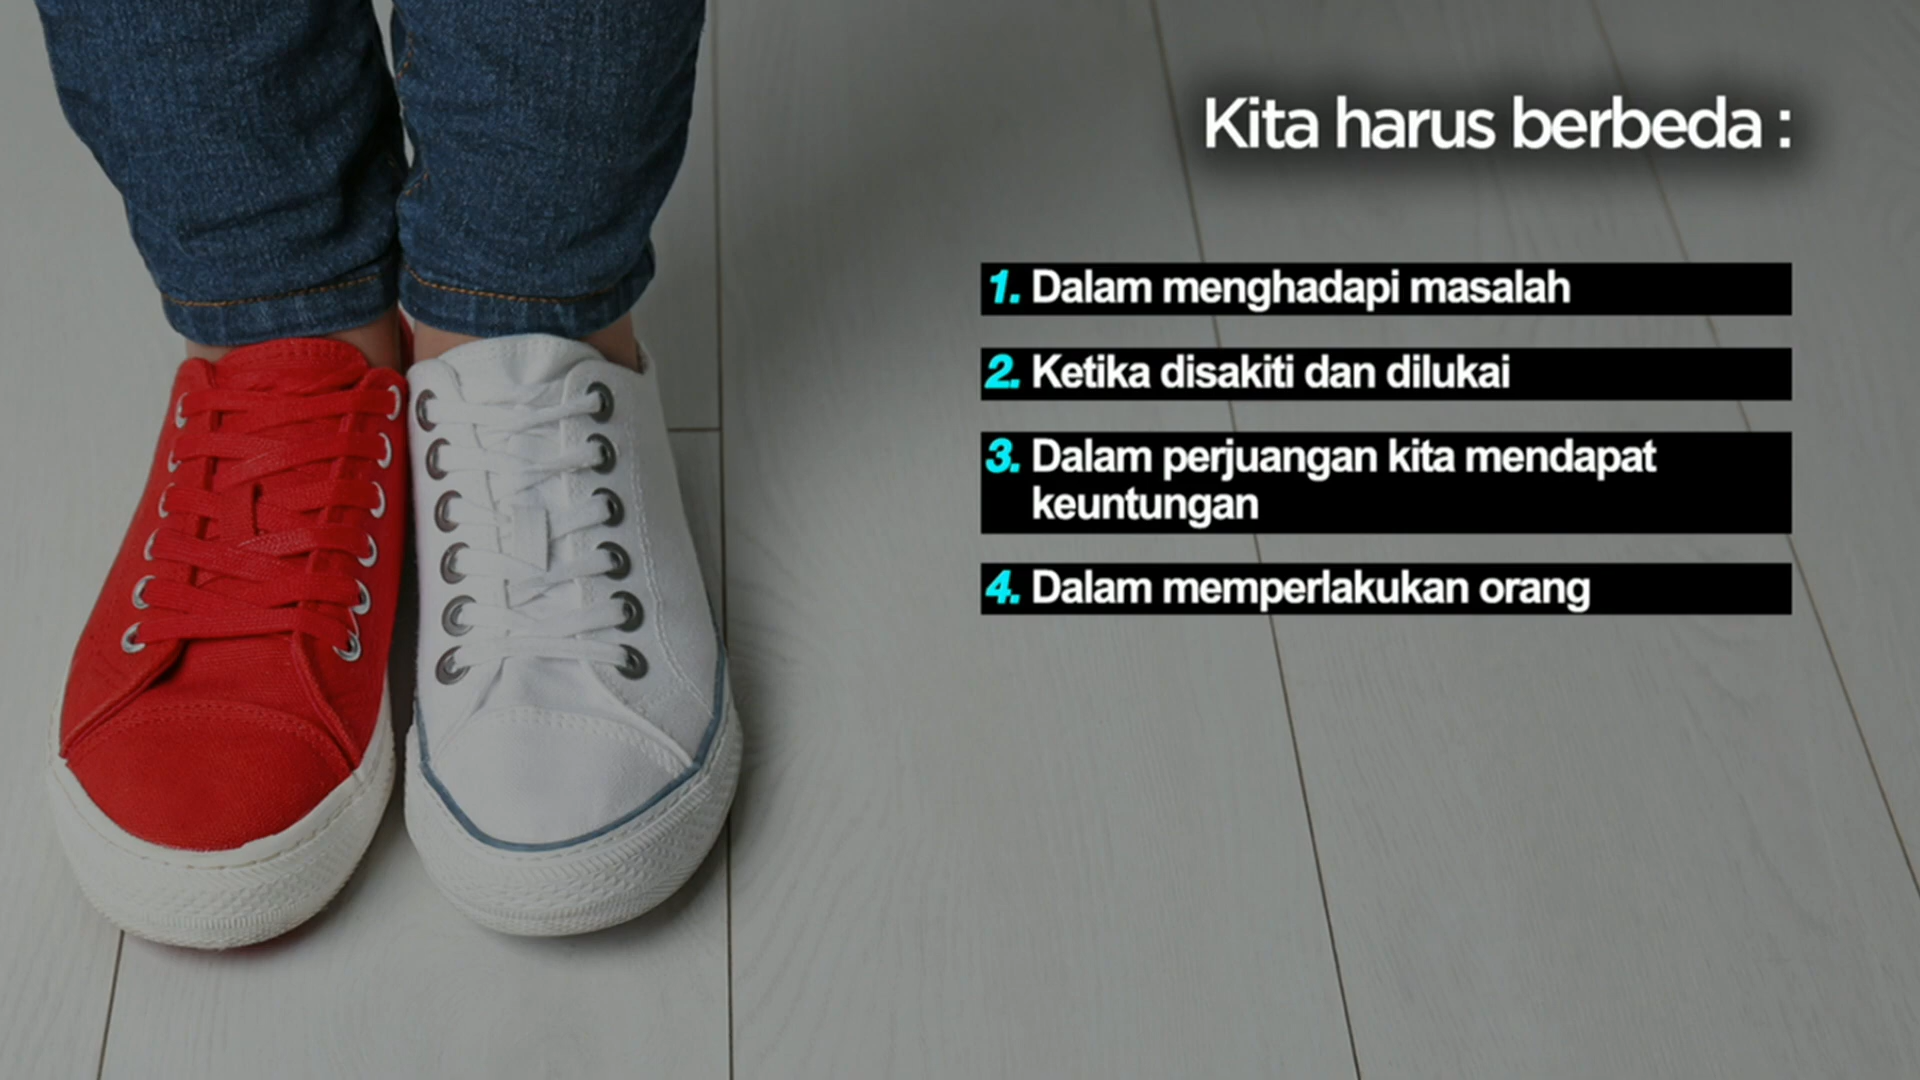 Kita harus berbeda :
1. Dalam menghadapi masalah
2. Ketika disakiti dan dilukai
3. Dalam perjuangan kita mendapat
keuntungan
4. Dalam memperlakukan orang